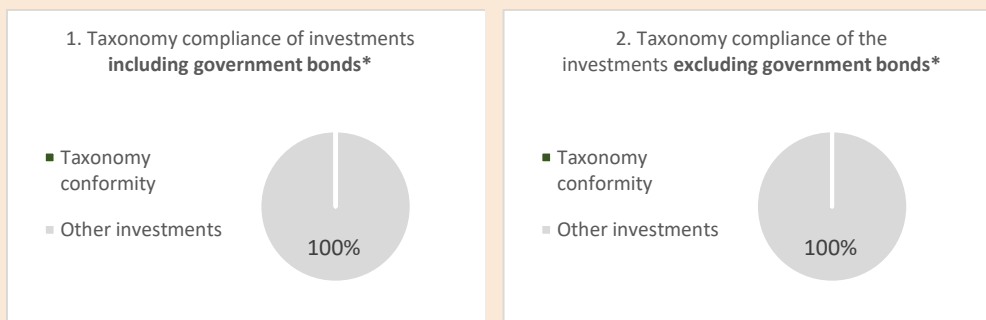 1. Taxonomy compliance of investments
including government bonds*
Taxonomy
conformity
Other investments
100%
2. Taxonomy compliance of the
investments excluding government bonds*
Taxonomy
conformity
Other investments
100%